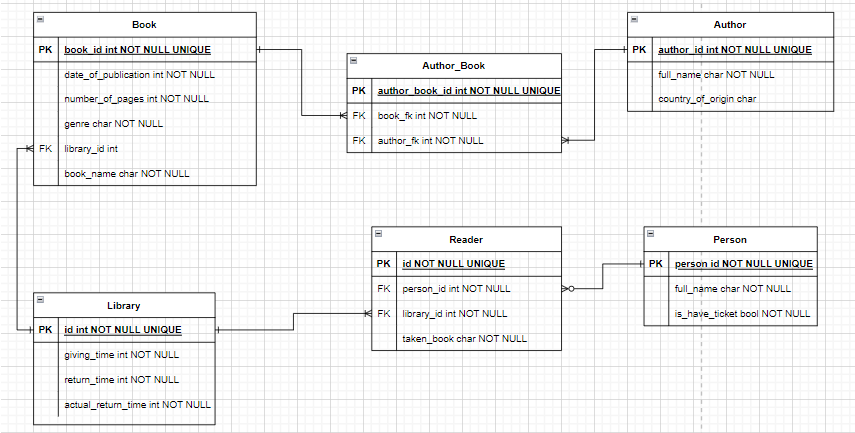 Book
PK book_id int NOT NULL UNIQUE
date_of_publication int NOT NULL
number_of_pages int NOT NULL
genre char NOT NULL
FK library_id int
book_name char NOT NULL
Author_Book
PK author_book_id int NOT NULL UNIQUE
FK book_fk int NOT NULL
FK author_fk int NOT NULL
Author
PK author_id int NOT NULL UNIQUE
full_name char NOT NULL
country_of_origin char
Library
PK id int NOT NULL UNIQUE
giving_time int NOT NULL
return_time int NOT NULL
actual_return_time int NOT NULL
Reader
PK id NOT NULL UNIQUE
FK person_id int NOT NULL
FK library_id int NOT NULL
taken_book char NOT NULL
Person
PK person id NOT NULL UNIQUE
full_name char NOT NULL
is_have_ticket bool NOT NULL